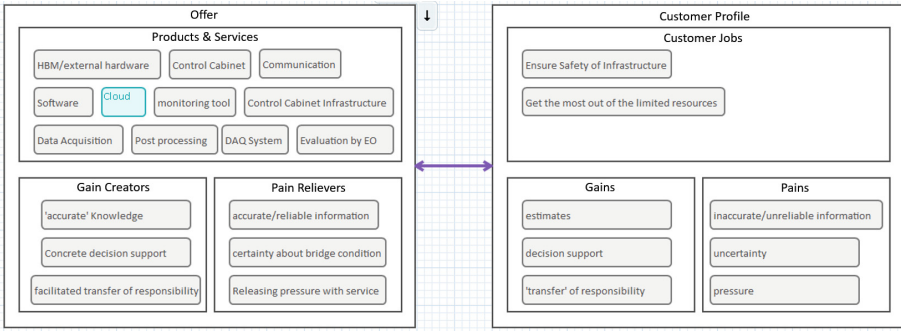 Offer
Products & Services
HBM/external hardware
Control Cabinet
Communication
Software
Cloud
monitoring tool
Control Cabinet Infrastructure
Data Acquisition
Post processing
DAQ System
Evaluation by EO
Gain Creators
'accurate' Knowledge
Concrete decision support
facilitated transfer of responsibility
Pain Relievers
accurate/reliable information
certainty about bridge condition
Releasing pressure with service
↓
Customer Profile
Customer Jobs
Ensure Safety of Infrastructure
Get the most out of the limited resources
Gains
estimates
decision support
'transfer' of responsibility
Pains
inaccurate/unreliable information
uncertainty
pressure